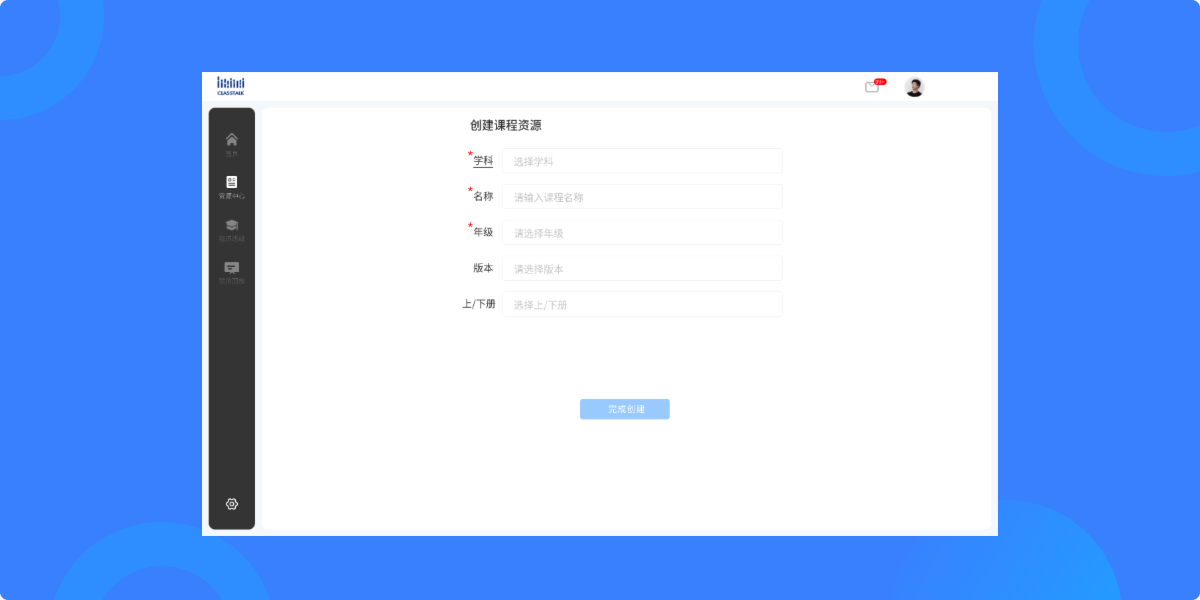 CLASSTALK
99+
首页
资源中心
创建课程资源
*学科 选择学科
*名称 请输入课程名称
*年级 请选择年级
版本 请选择版本
上/下册 选择上/下册
完成创建